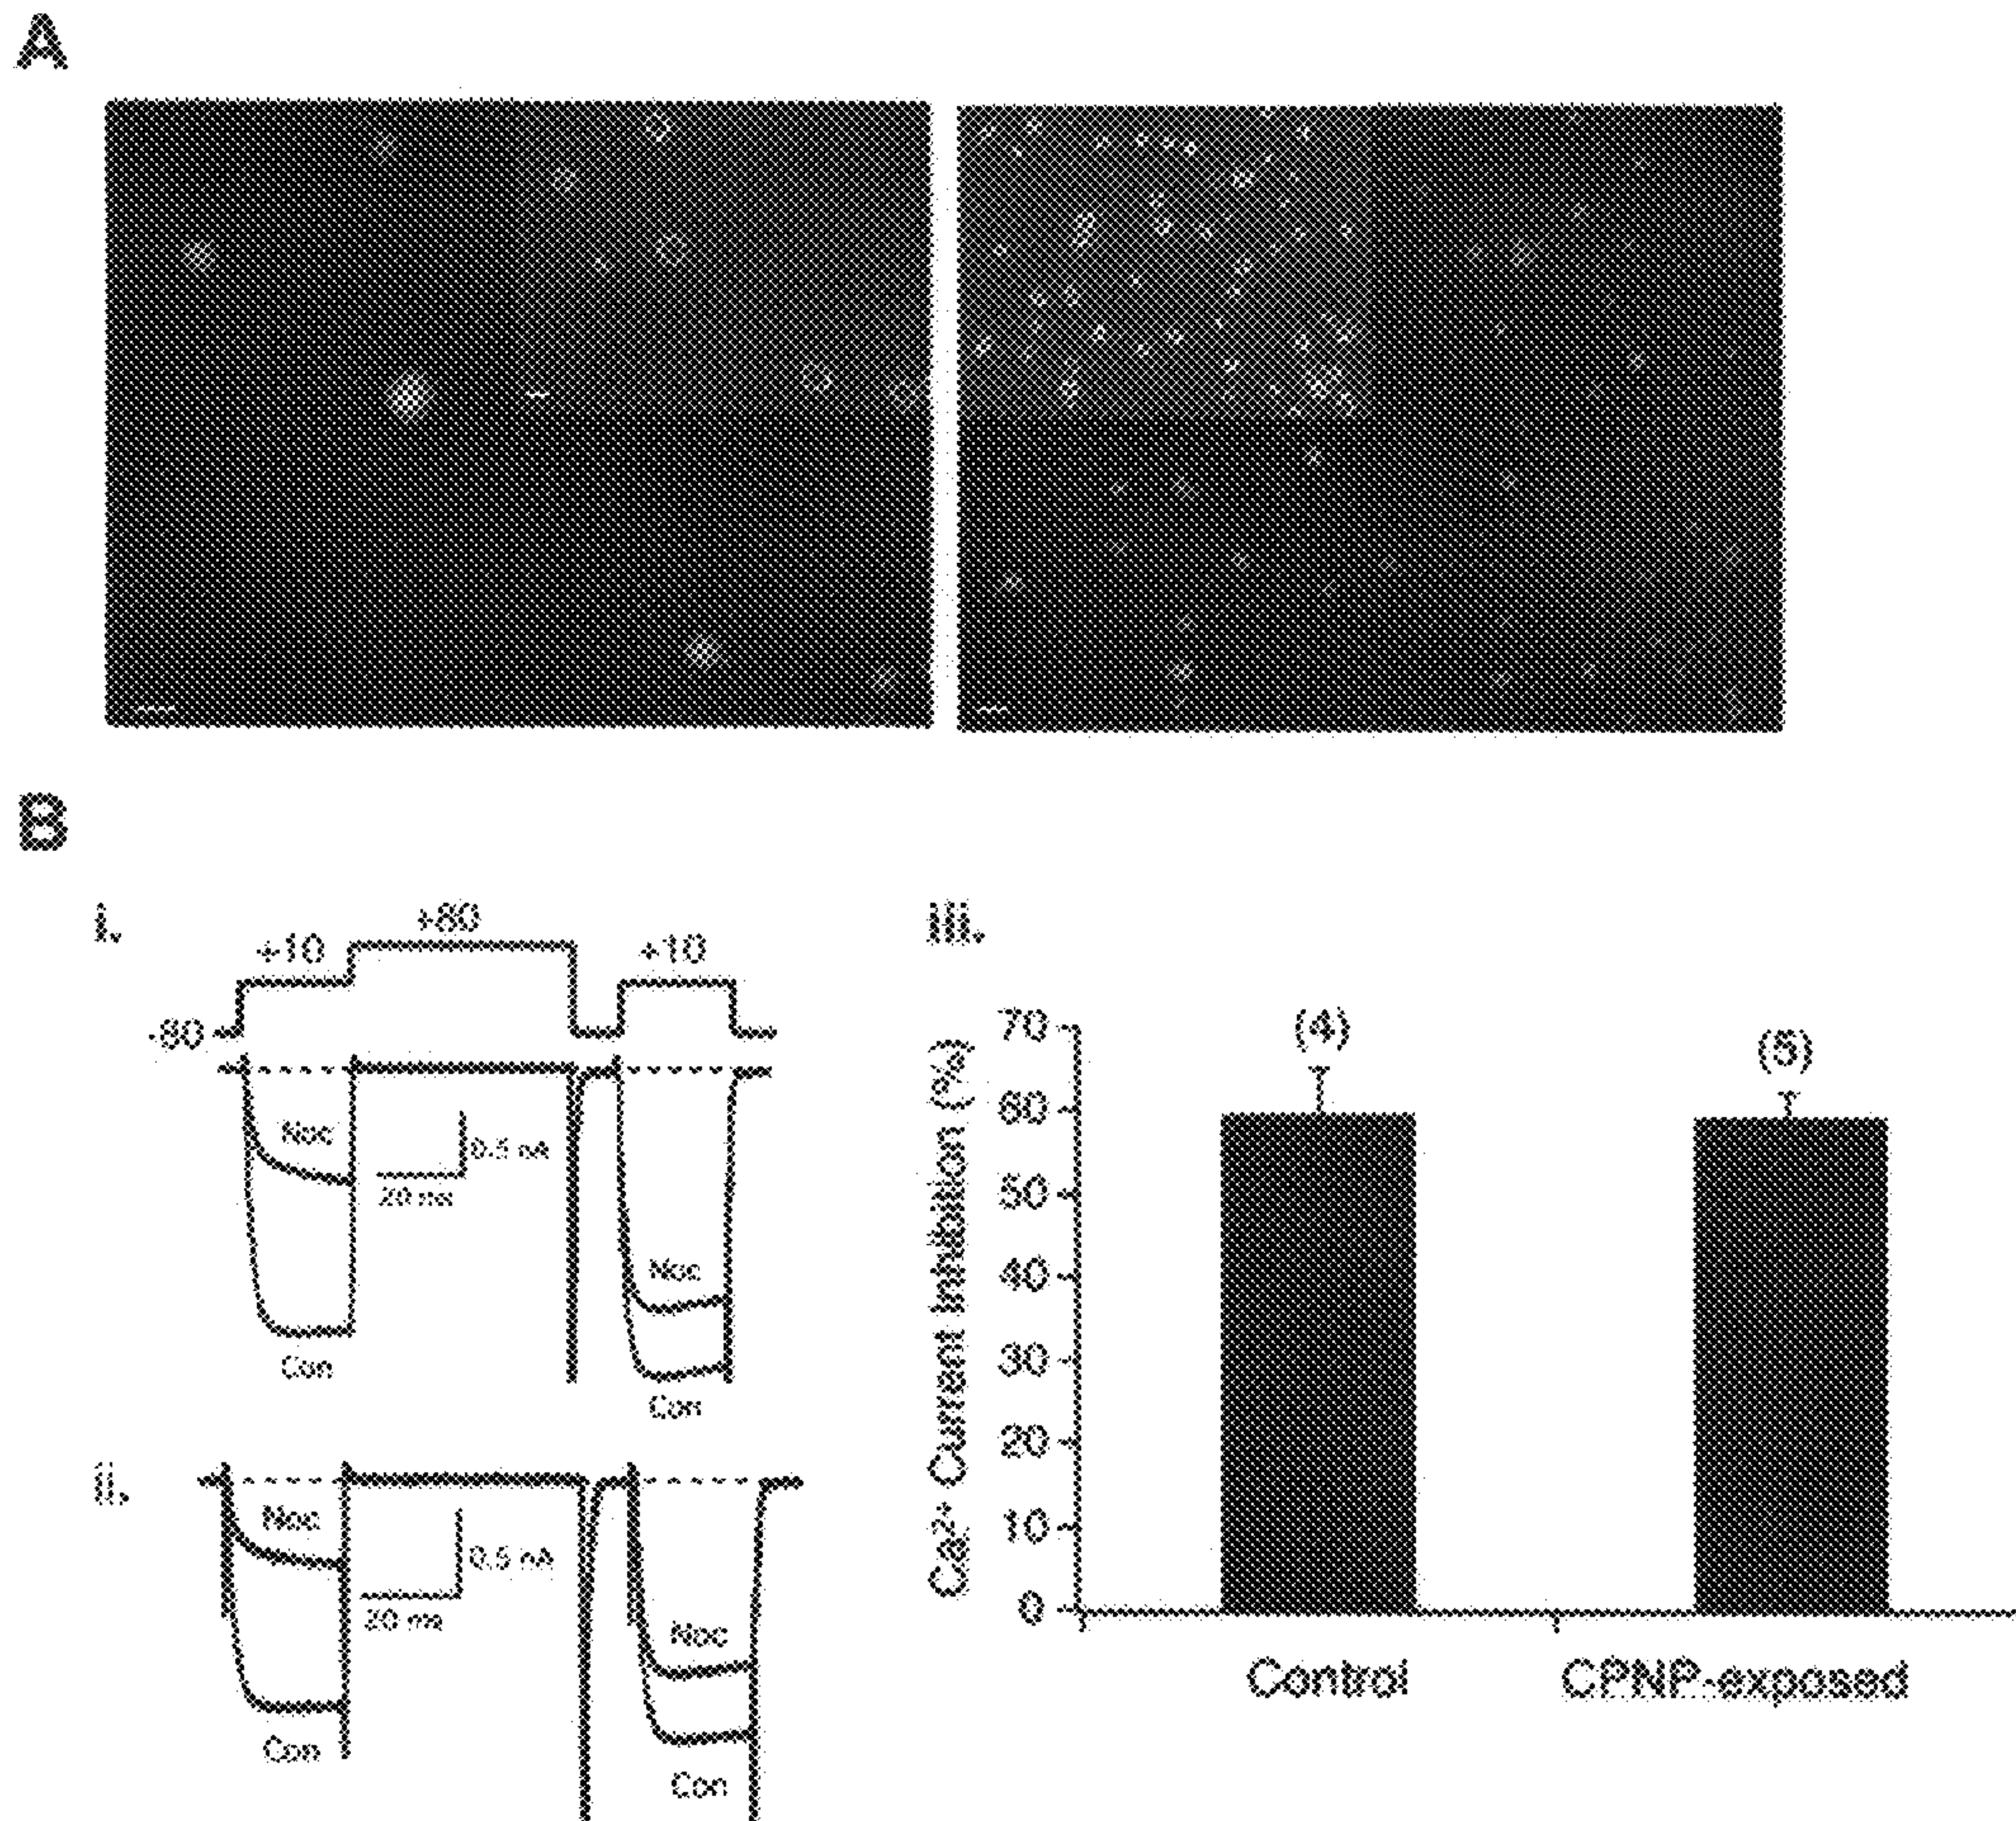 A
B
i.
+80
+10
+10
-80
Noc
0.5 nA
20 ms
Noc
Con
Con
ii.
Noc
0.5 nA
20 ms
Noc
Con
Con
iii.
Ca2+ Current Inhibition (%)
70
60
50
40
30
20
10
0
(4)
Control
CPNP-exposed